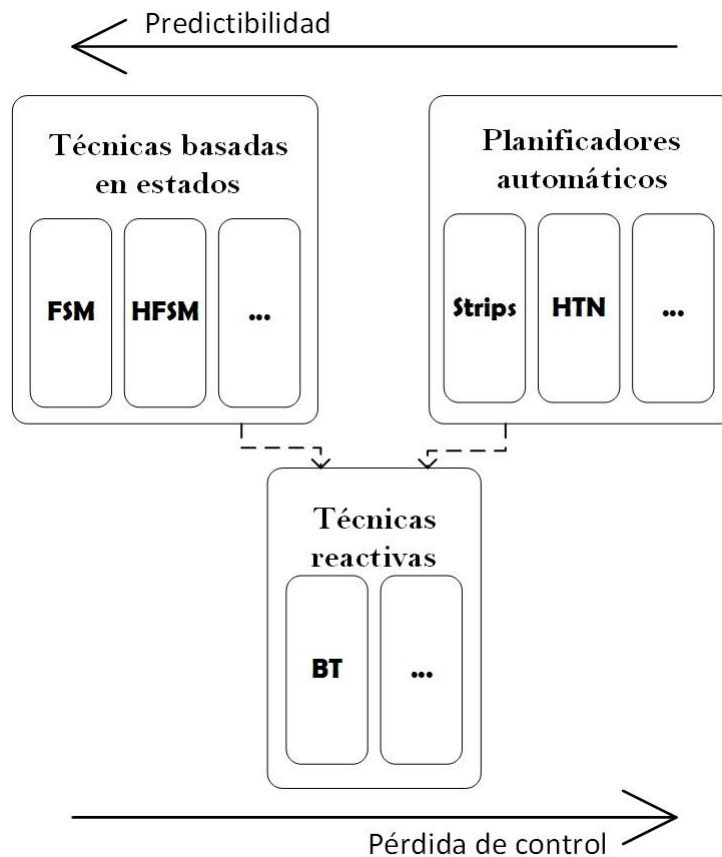 Predictibilidad
Técnicas basadas
en estados
FSM
HFSM
...
Planificadores
automáticos
Strips
HTN
...
Técnicas
reactivas
BT
...
Pérdida de control